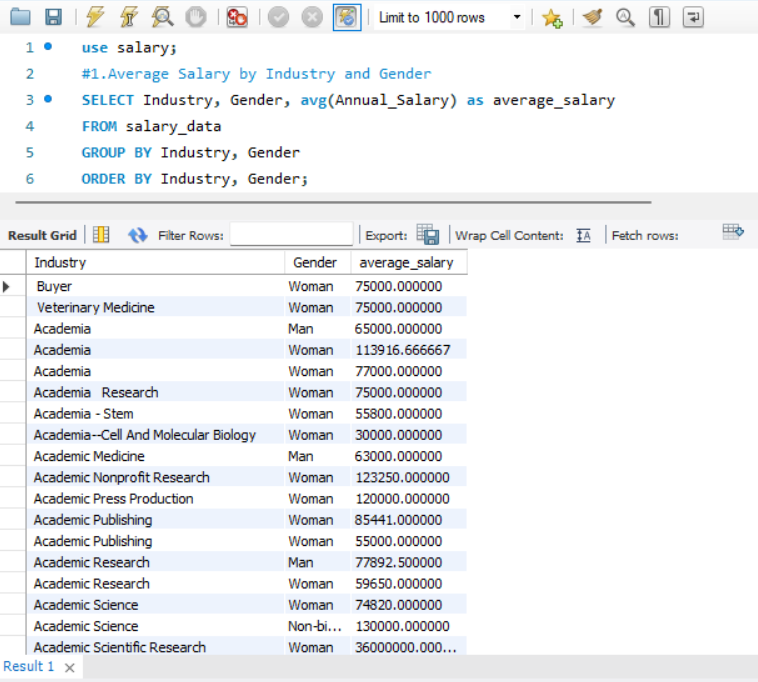 Limit to 1000 rows
1 use salary;
2 #1.Average Salary by Industry and Gender
3 SELECT Industry, Gender, avg(Annual_Salary) as average_salary
4 FROM salary_data
5 GROUP BY Industry, Gender
6 ORDER BY Industry, Gender;
Result Grid Filter Rows: Export: Wrap Cell Content: Fetch rows:
Industry Gender average_salary
Buyer Woman 75000.000000
Veterinary Medicine Woman 75000.000000
Academia Man 65000.000000
Academia Woman 113916.666667
Academia Woman 77000.000000
Academia Research Woman 75000.000000
Academia - Stem Woman 55800.000000
Academia--Cell And Molecular Biology Woman 30000.000000
Academic Medicine Man 63000.000000
Academic Nonprofit Research Woman 123250.000000
Academic Press Production Woman 120000.000000
Academic Publishing Woman 85441.000000
Academic Publishing Woman 55000.000000
Academic Research Man 77892.500000
Academic Research Woman 59650.000000
Academic Science Woman 74820.000000
Academic Science Non-bi... 130000.000000
Academic Scientific Research Woman 36000000.000...
Result 1 ×